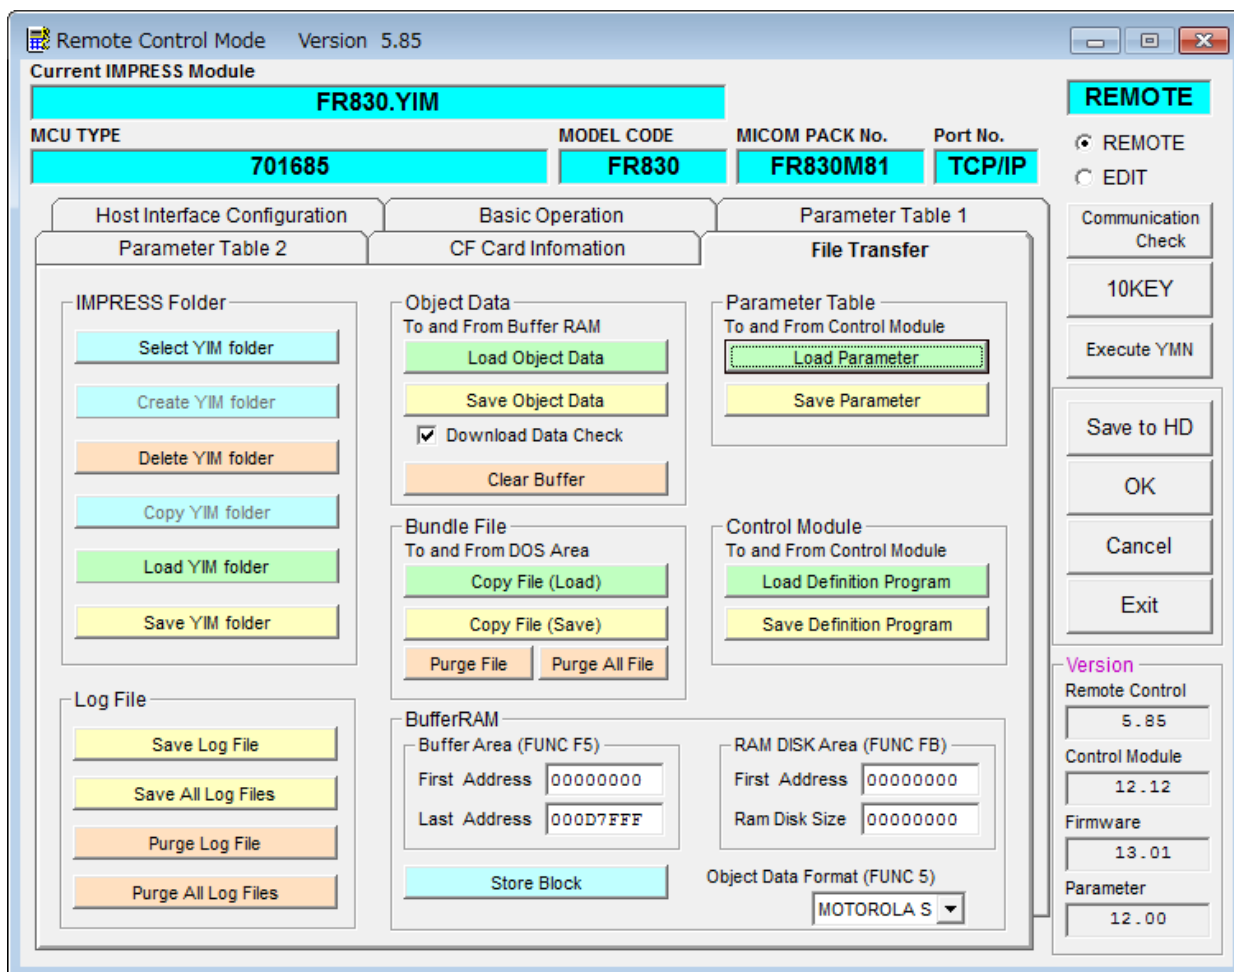 Remote Control Mode Version 5.85
Current IMPRESS Module
FR830.YIM
REMOTE
MCU TYPE
MODEL CODE
MICOM PACK No.
Port No.
701685
FR830
FR830M81
TCP/IP
REMOTE
EDIT
Host Interface Configuration
Basic Operation
Parameter Table 1
Parameter Table 2
CF Card Infomation
File Transfer
IMPRESS Folder
Select YIM folder
Create YIM folder
Delete YIM folder
Copy YIM folder
Load YIM folder
Save YIM folder
Log File
Save Log File
Save All Log Files
Purge Log File
Purge All Log Files
Object Data
To and From Buffer RAM
Load Object Data
Save Object Data
Download Data Check
Clear Buffer
Bundle File
To and From DOS Area
Copy File (Load)
Copy File (Save)
Purge File
Purge All File
Parameter Table
To and From Control Module
Load Parameter
Save Parameter
Control Module
To and From Control Module
Load Definition Program
Save Definition Program
BufferRAM
Buffer Area (FUNC F5)
First Address 00000000
Last Address 000D7FFF
Store Block
RAM DISK Area (FUNC FB)
First Address 00000000
Ram Disk Size 00000000
Object Data Format (FUNC 5)
MOTOROLA S
Communication
Check
10KEY
Execute YMN
Save to HD
OK
Cancel
Exit
Version
Remote Control
5.85
Control Module
12.12
Firmware
13.01
Parameter
12.00